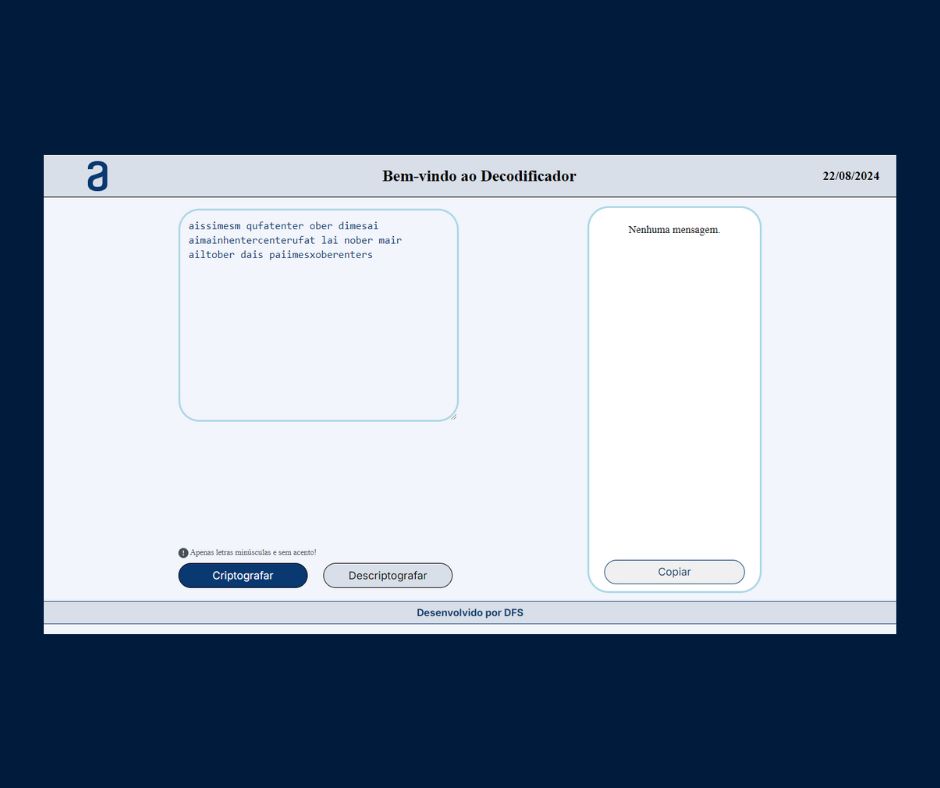 a
Bem-vindo ao Decodificador
22/08/2024
aissimesm qufatenter ober dimesai
aimainhentercenterufat lai nober mair
ailtober dais paiimesxoberenters
Nenhuma mensagem.
! Apenas letras minúsculas e sem acento!
Criptografar
Descriptografar
Copiar
Desenvolvido por DFS